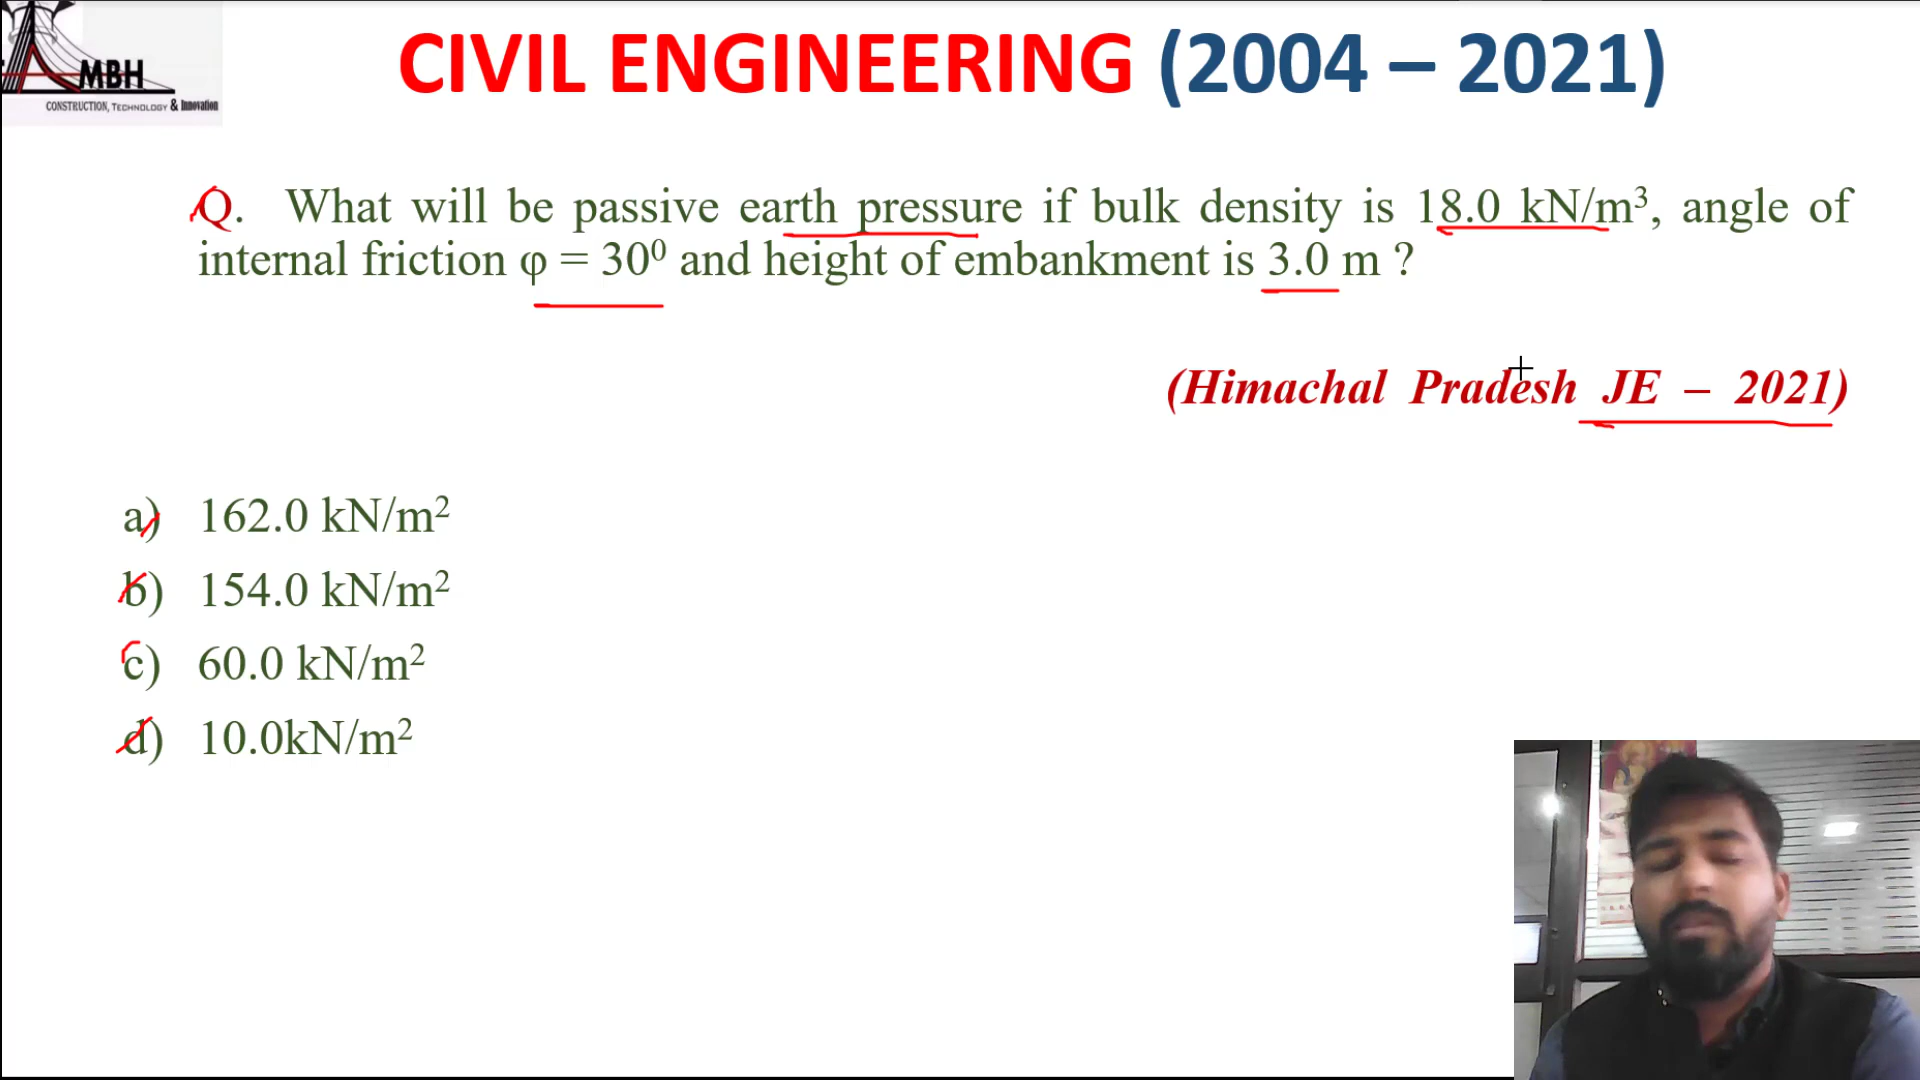 MBH
CONSTRUCTION, TECHNOLOGY & Innovation
CIVIL ENGINEERING (2004 – 2021)
Q. What will be passive earth pressure if bulk density is 18.0 kN/m³, angle of
internal friction φ = 30⁰ and height of embankment is 3.0 m ?
(Himachal Pradesh JE – 2021)
a) 162.0 kN/m²
b) 154.0 kN/m²
c) 60.0 kN/m²
d) 10.0kN/m²